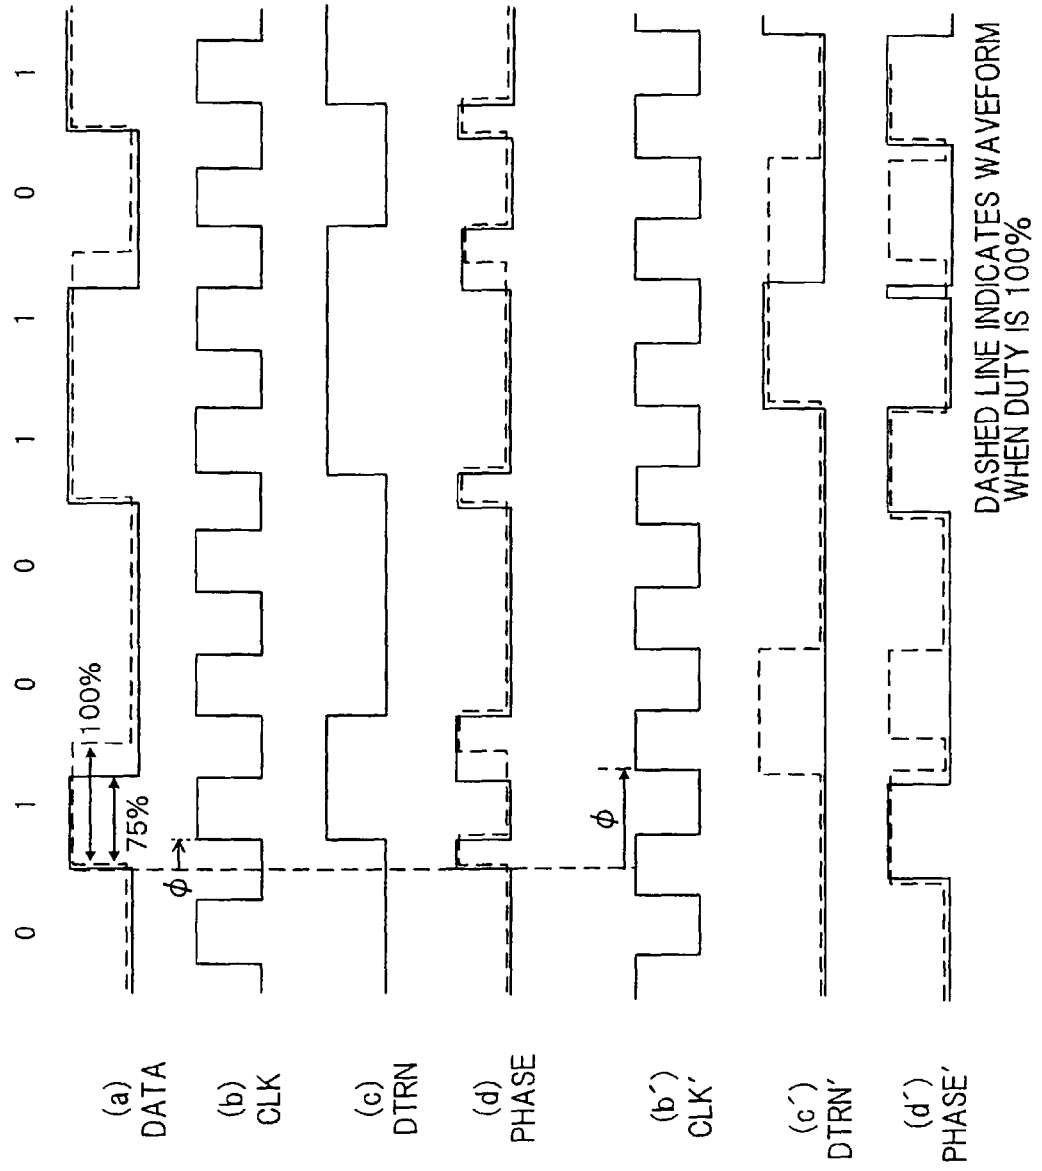 0 1 0 0 1 1 0 1
(a)
DATA
100%
75%
φ
(b)
CLK
(c)
DTRN
(d)
PHASE
φ
(b´)
CLK´
(c´)
DTRN´
(d´)
PHASE´
DASHED LINE INDICATES WAVEFORM
WHEN DUTY IS 100%